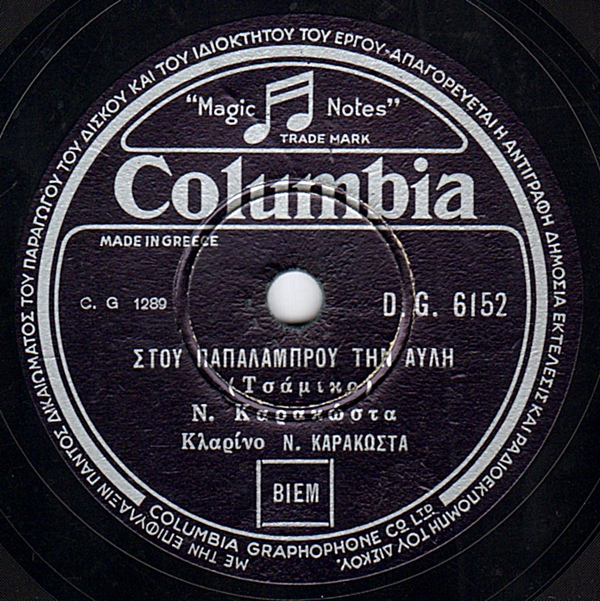 ΜΕ ΤΗΝ ΕΠΙΦΥΛΑΞΙΝ ΠΑΝΤΟΣ ΔΙΚΑΙΩΜΑΤΟΣ ΤΟΥ ΠΑΡΑΓΩΓΟΥ ΤΟΥ ΔΙΣΚΟΥ ΚΑΙ ΤΟΥ ΙΔΙΟΚΤΗΤΟΥ ΤΟΥ ΕΡΓΟΥ-ΑΠΑΓΟΡΕΥΕΤΑΙ Η ΑΝΤΙΓΡΑΦΗ ΔΗΜΟΣΙΑ ΕΚΤΕΛΕΣΙΣ ΚΑΙ ΡΑΔΙΟΕΚΠΟΜΠΗ ΤΟΥ ΔΙΣΚΟΥ.
"Magic Notes"
TRADE MARK
Columbia
MADE IN GREECE
C. G 1289 D. G. 6152
ΣΤΟΥ ΠΑΠΑΛΑΜΠΡΟΥ ΤΗΝ ΑΥΛΗ
(Τσάμικο)
Ν. Καρακώστα
Κλαρίνο Ν. ΚΑΡΑΚΩΣΤΑ
BIEM
COLUMBIA GRAPHOPHONE CO LTD